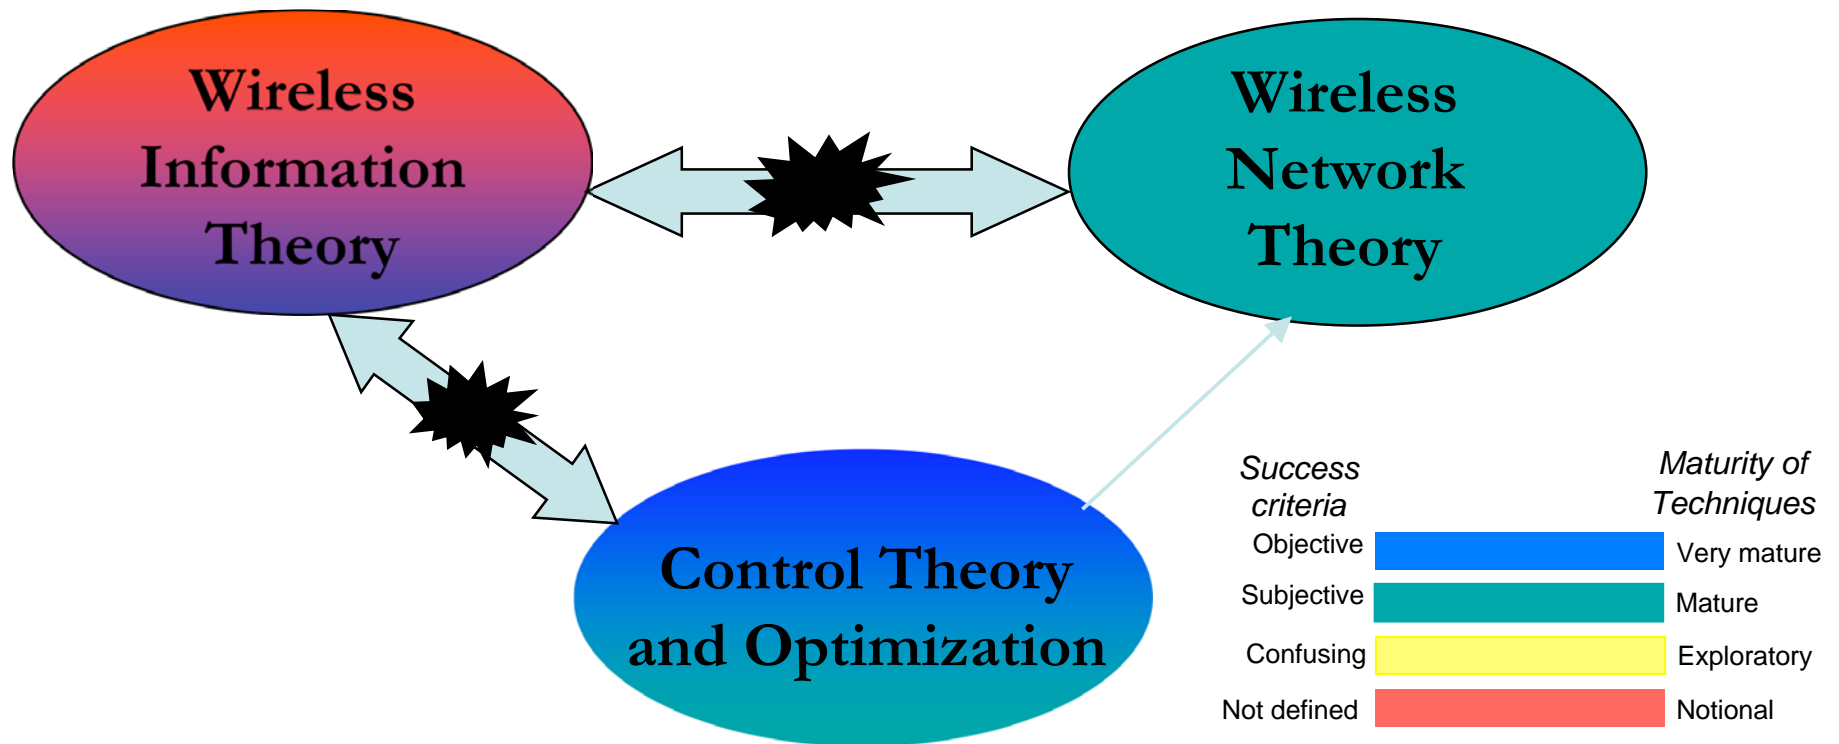 Wireless
Information
Theory
Wireless
Network
Theory
Control Theory
and Optimization
Success
criteria
Maturity of
Techniques
Objective
Very mature
Subjective
Mature
Confusing
Exploratory
Not defined
Notional